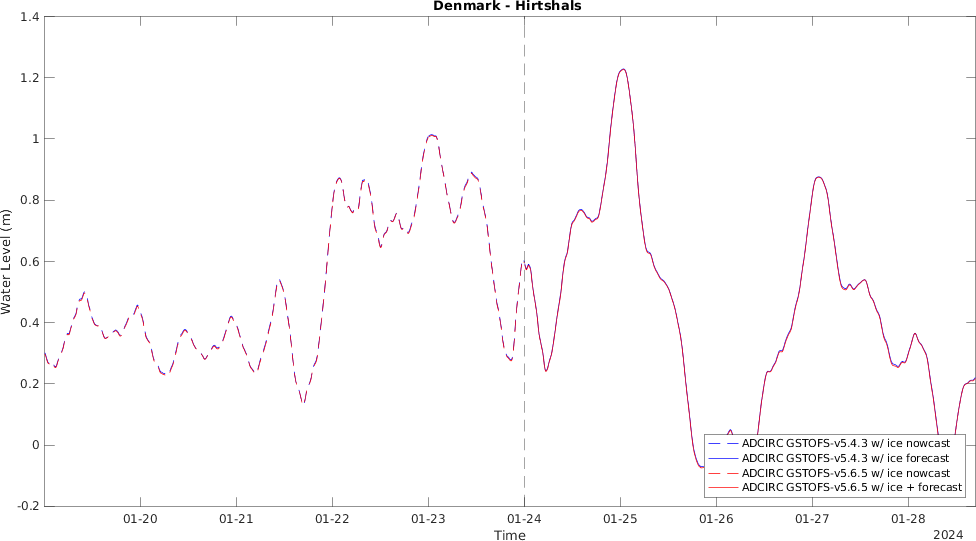 Denmark - Hirtshals
1.4
1.2
1
0.8
0.6
0.4
0.2
0
-0.2
Water Level (m)
01-20 01-21 01-22 01-23 01-24 01-25 01-26 01-27 01-28
Time
2024
ADCIRC GSTOFS-v5.4.3 w/ ice nowcast
ADCIRC GSTOFS-v5.4.3 w/ ice forecast
ADCIRC GSTOFS-v5.6.5 w/ ice nowcast
ADCIRC GSTOFS-v5.6.5 w/ ice + forecast